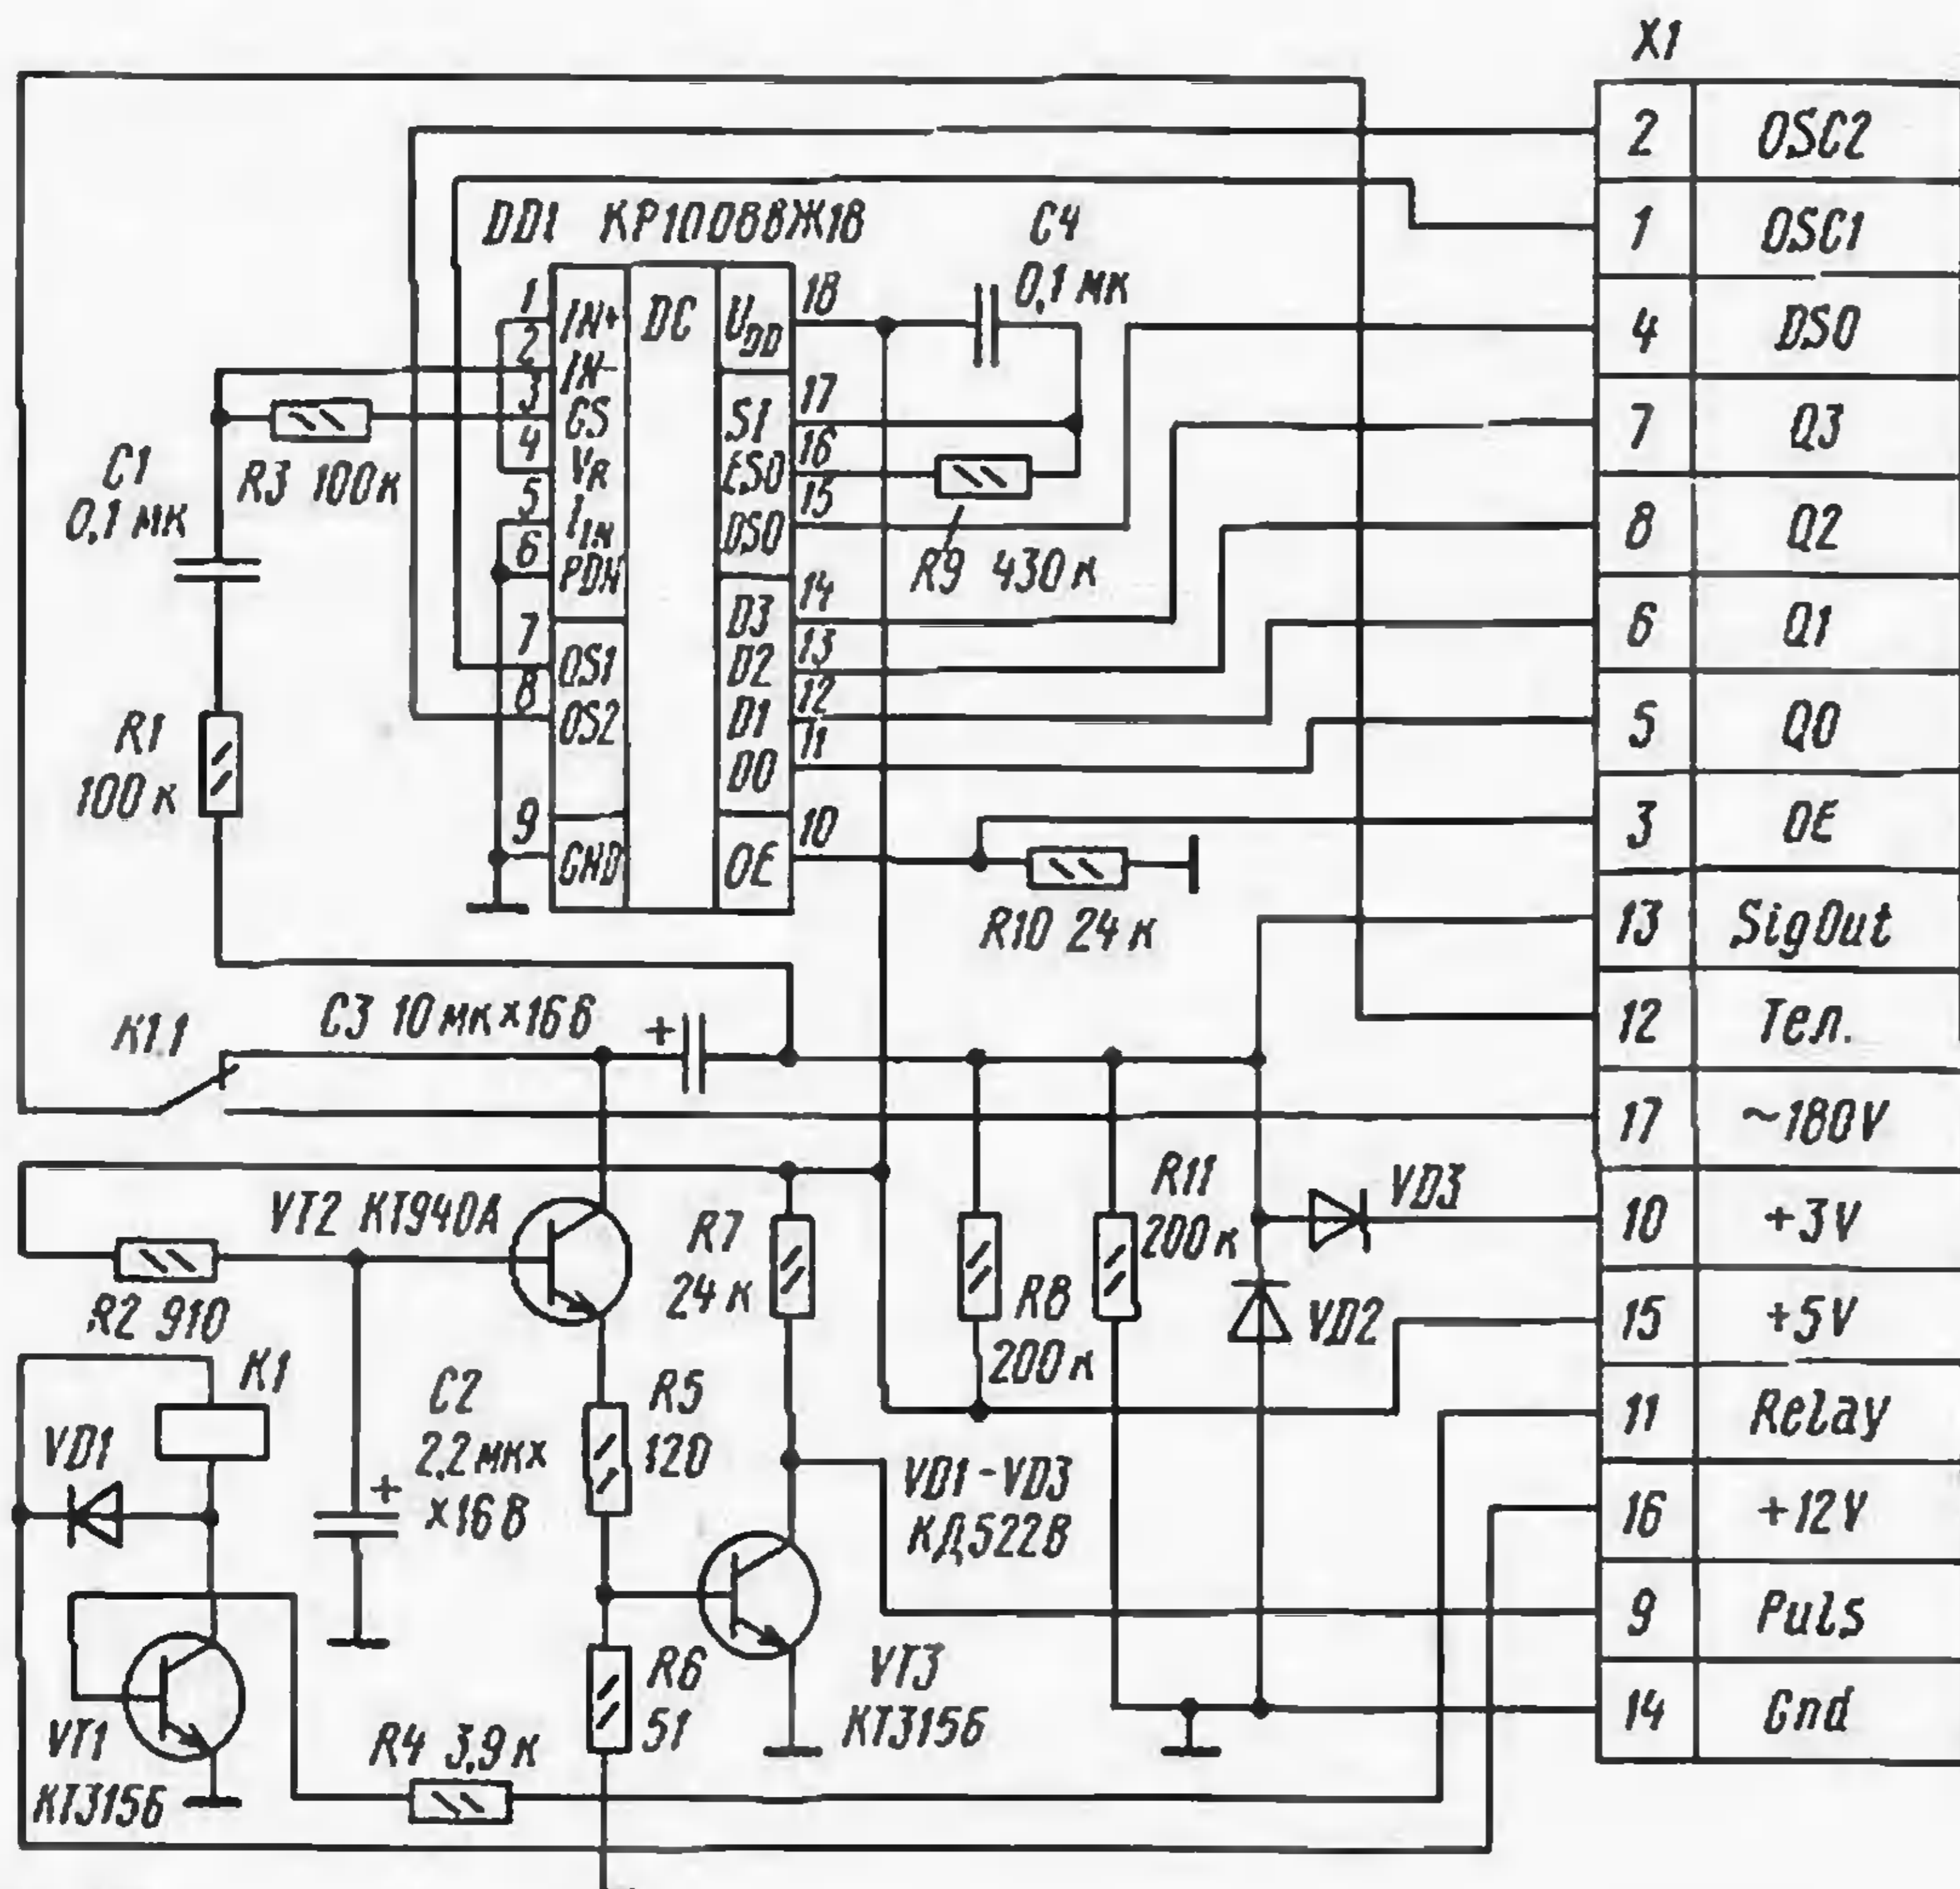 X1
2 OSC2
1 OSC1
4 DSO
7 Q3
8 Q2
6 Q1
5 Q0
3 OE
13 SigOut
12 Тел.
17 ~180V
10 +3V
15 +5V
11 Relay
16 +12V
9 Puls
14 Gnd
DD1 КР1008ВЖ18
1 IN+
2 IN-
3 GS
4 VR
5 IIN
6 PDN
7 OS1
8 OS2
9 GND
DC
UDD 18
SI 17
ESO 16
DSO 15
D3 14
D2 13
D1 12
D0 11
OE 10
C4
0,1 мк
R3 100к
C1
0,1 мк
R9 430 к
R1
100 к
R10 24 к
C3 10 мк×16 В
+
K1.1
VT2 КТ940А
R2 910
R7
24 к
R11
200 к
VD3
R8
200 к
VD2
K1
VD1
C2
2,2 мк×
×16 В
+
R5
120
VD1-VD3
КД522В
R6
51
VT3
КТ315Б
VT1
КТ315Б
R4 3,9 к